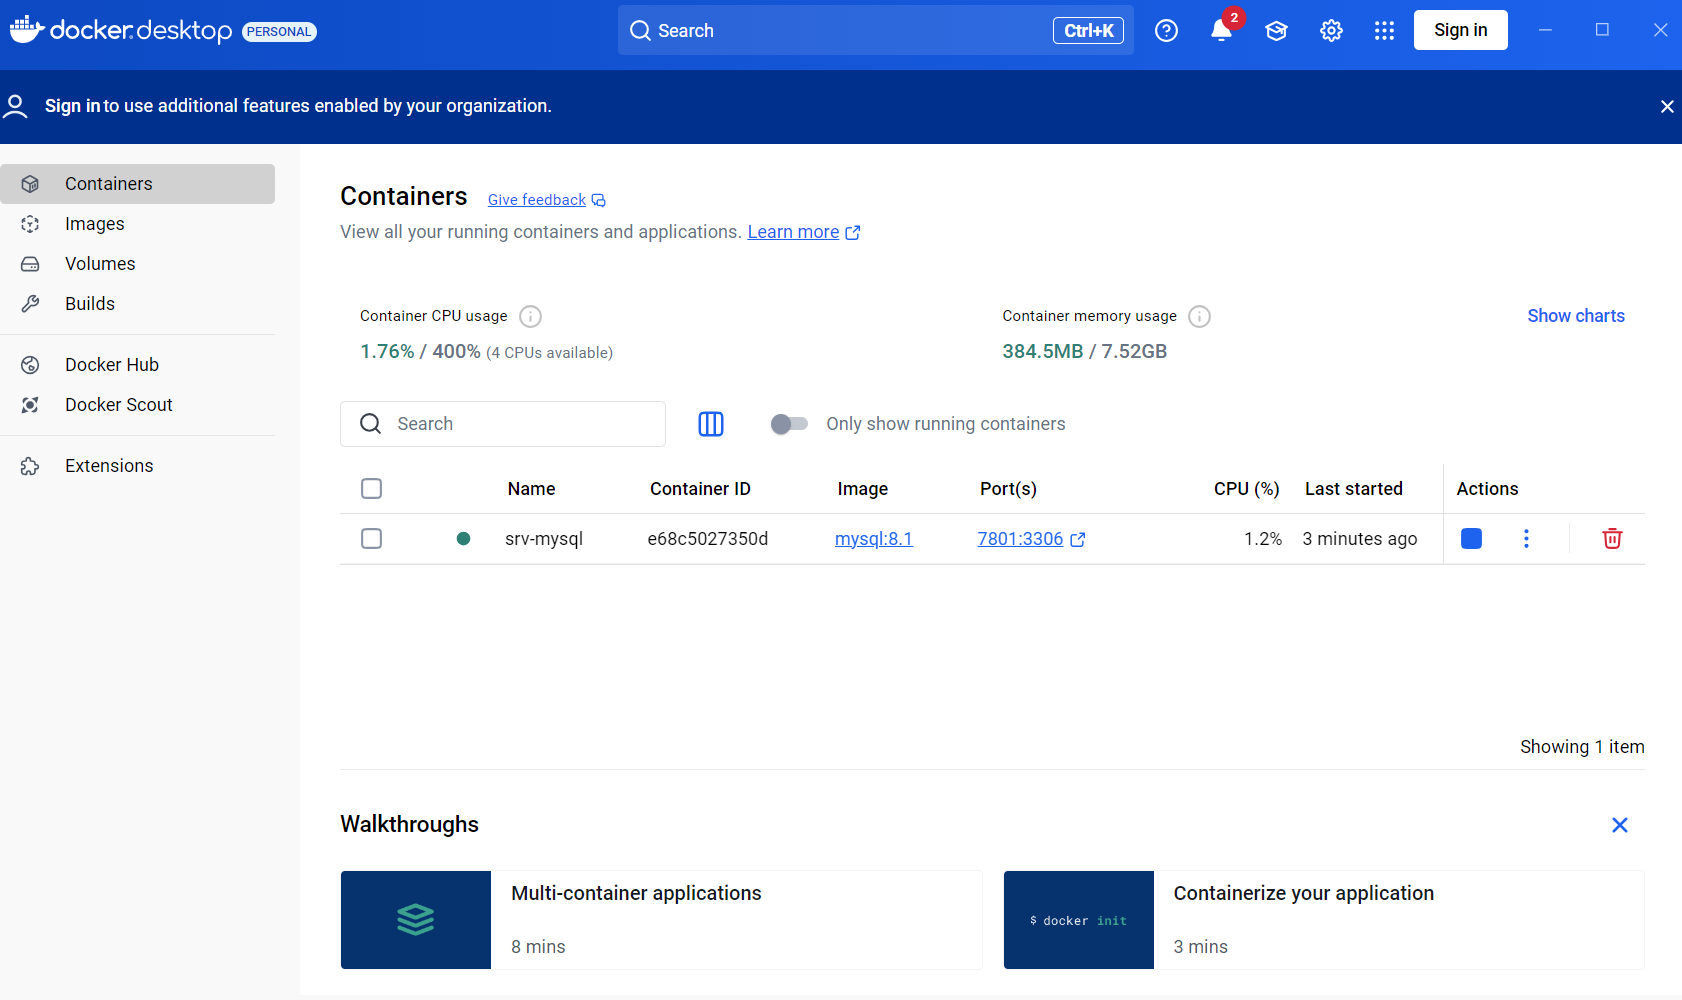 docker.desktop PERSONAL
Search Ctrl+K
2
Sign in
Sign in to use additional features enabled by your organization.
Containers
Images
Volumes
Builds
Docker Hub
Docker Scout
Extensions
Containers Give feedback
View all your running containers and applications. Learn more
Container CPU usage
1.76% / 400% (4 CPUs available)
Container memory usage
384.5MB / 7.52GB
Show charts
Search
Only show running containers
Name Container ID Image Port(s) CPU (%) Last started Actions
srv-mysql e68c5027350d mysql:8.1 7801:3306 1.2% 3 minutes ago
Showing 1 item
Walkthroughs
Multi-container applications
8 mins
$ docker init
Containerize your application
3 mins